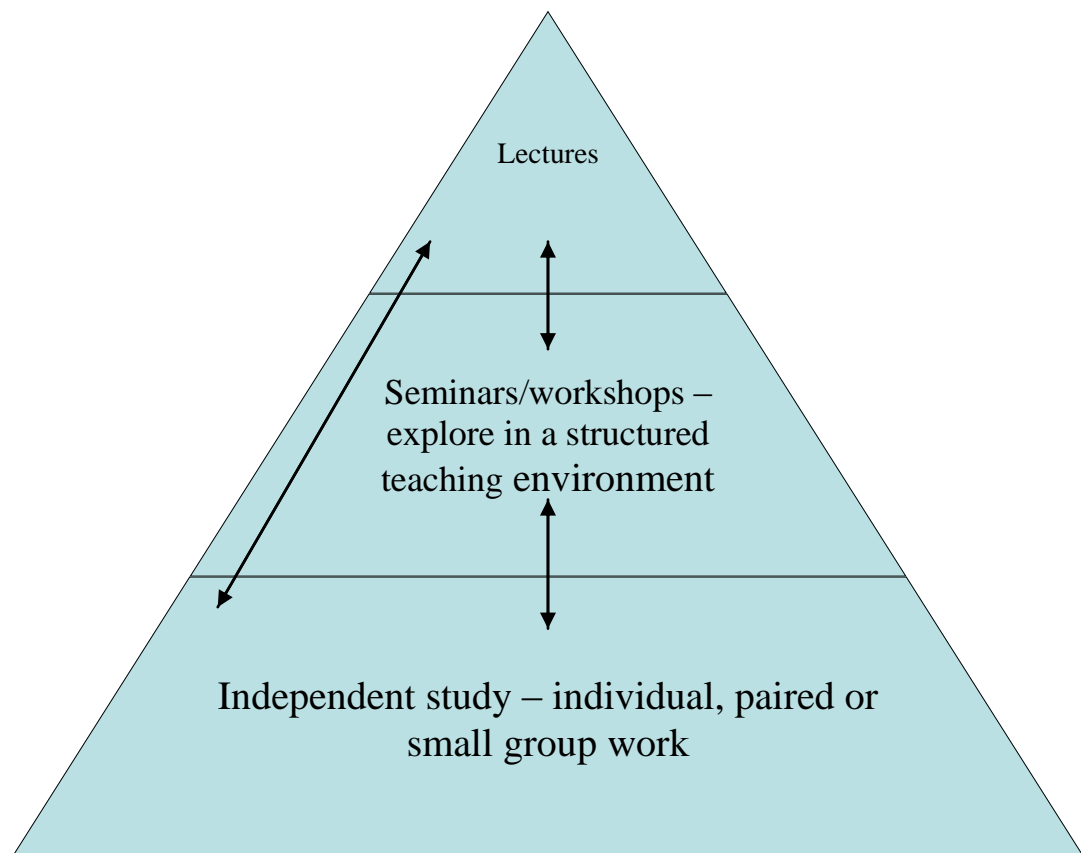 Lectures
Seminars/workshops –
explore in a structured
teaching environment
Independent study – individual, paired or
small group work